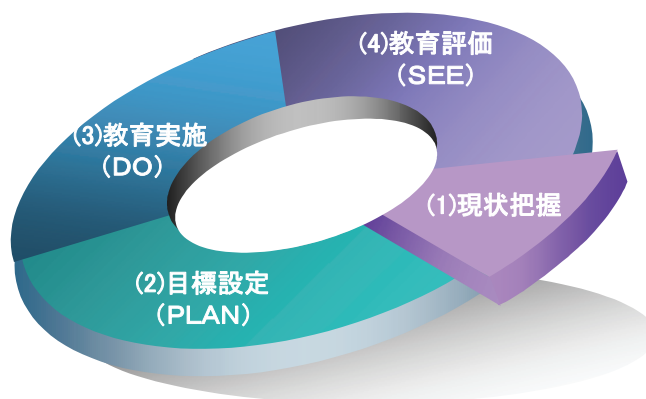 (4)教育評価
（SEE）
(3)教育実施
（DO）
(1)現状把握
(2)目標設定
（PLAN）